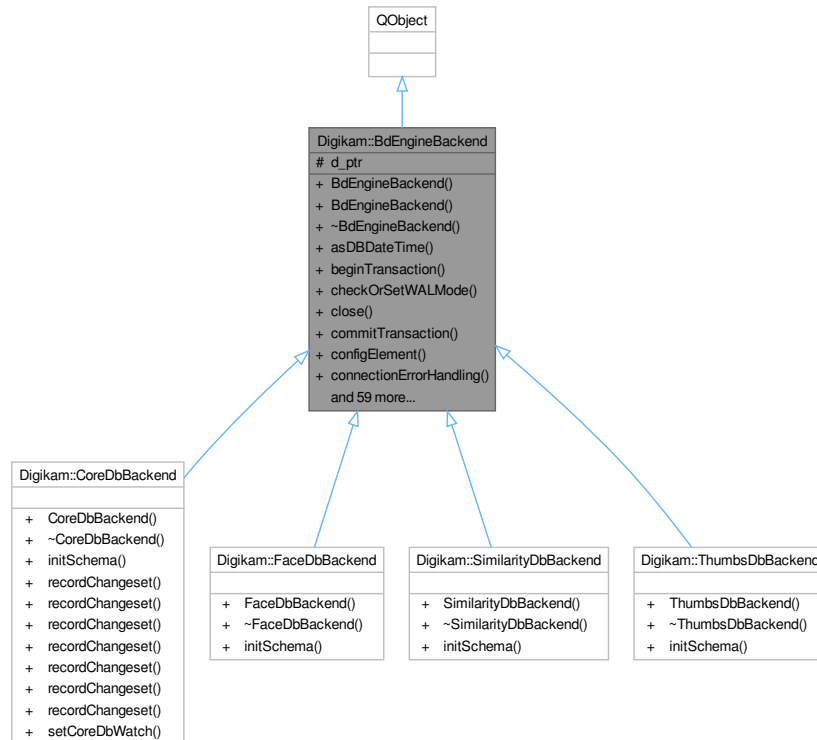 QObject
Digikam::BdEngineBackend
# d_ptr
+ BdEngineBackend()
+ BdEngineBackend()
+ ~BdEngineBackend()
+ asDBDateTime()
+ beginTransaction()
+ checkOrSetWALMode()
+ close()
+ commitTransaction()
+ configElement()
+ connectionErrorHandling()
and 59 more...
Digikam::CoreDbBackend
+ CoreDbBackend()
+ ~CoreDbBackend()
+ initSchema()
+ recordChangeset()
+ recordChangeset()
+ recordChangeset()
+ recordChangeset()
+ recordChangeset()
+ recordChangeset()
+ recordChangeset()
+ setCoreDbWatch()
Digikam::FaceDbBackend
+ FaceDbBackend()
+ ~FaceDbBackend()
+ initSchema()
Digikam::SimilarityDbBackend
+ SimilarityDbBackend()
+ ~SimilarityDbBackend()
+ initSchema()
Digikam::ThumbsDbBackend
+ ThumbsDbBackend()
+ ~ThumbsDbBackend()
+ initSchema()